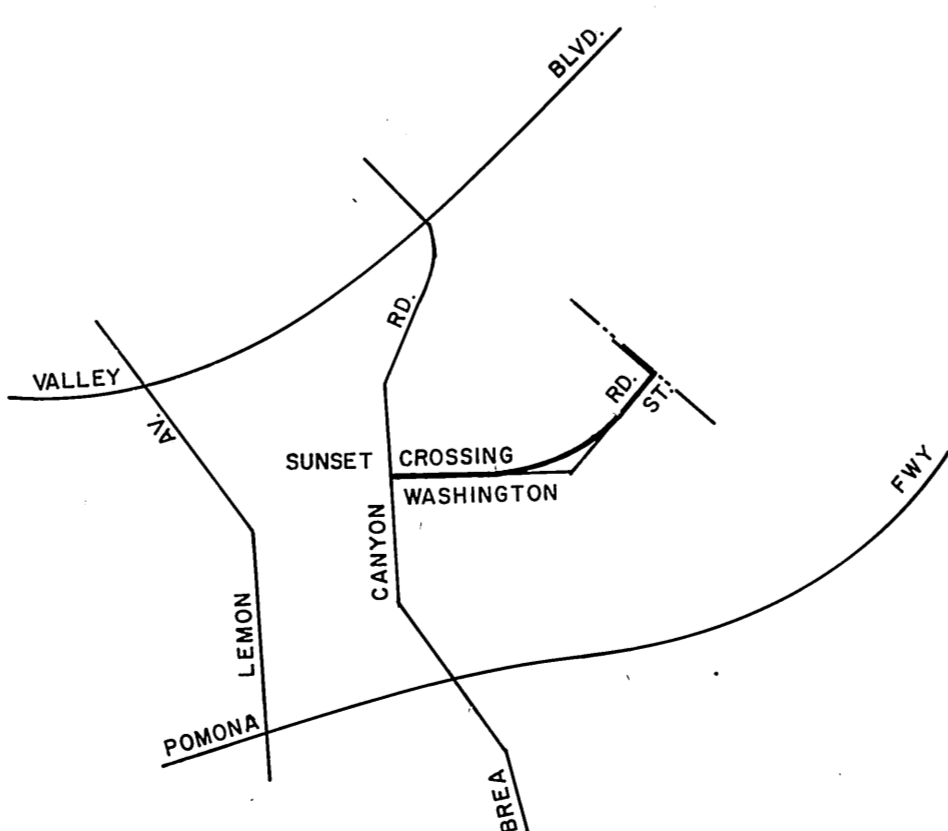 BLVD.
RD.
VALLEY
AV.
RD.
ST.
SUNSET CROSSING
WASHINGTON
FWY
CANYON
LEMON
POMONA
BREA